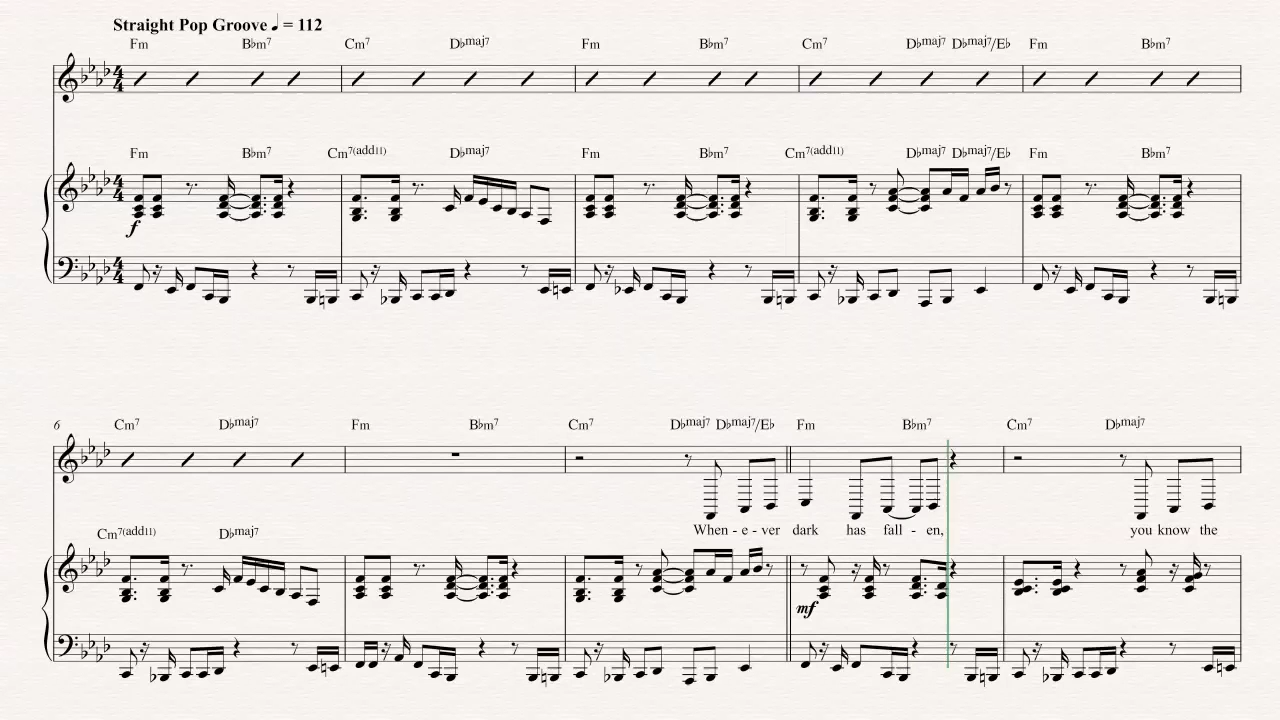 Straight Pop Groove ♩ = 112
Fm B♭m7 Cm7 D♭maj7 Fm B♭m7 Cm7 D♭maj7 D♭maj7/E♭ Fm B♭m7
Fm B♭m7 Cm7(add11) D♭maj7 Fm B♭m7 Cm7(add11) D♭maj7 D♭maj7/E♭ Fm B♭m7
f
6 Cm7 D♭maj7 Fm B♭m7 Cm7 D♭maj7 D♭maj7/E♭ Fm B♭m7 Cm7 D♭maj7
When - e - ver dark has fall - en, you know the
Cm7(add11) D♭maj7
mf